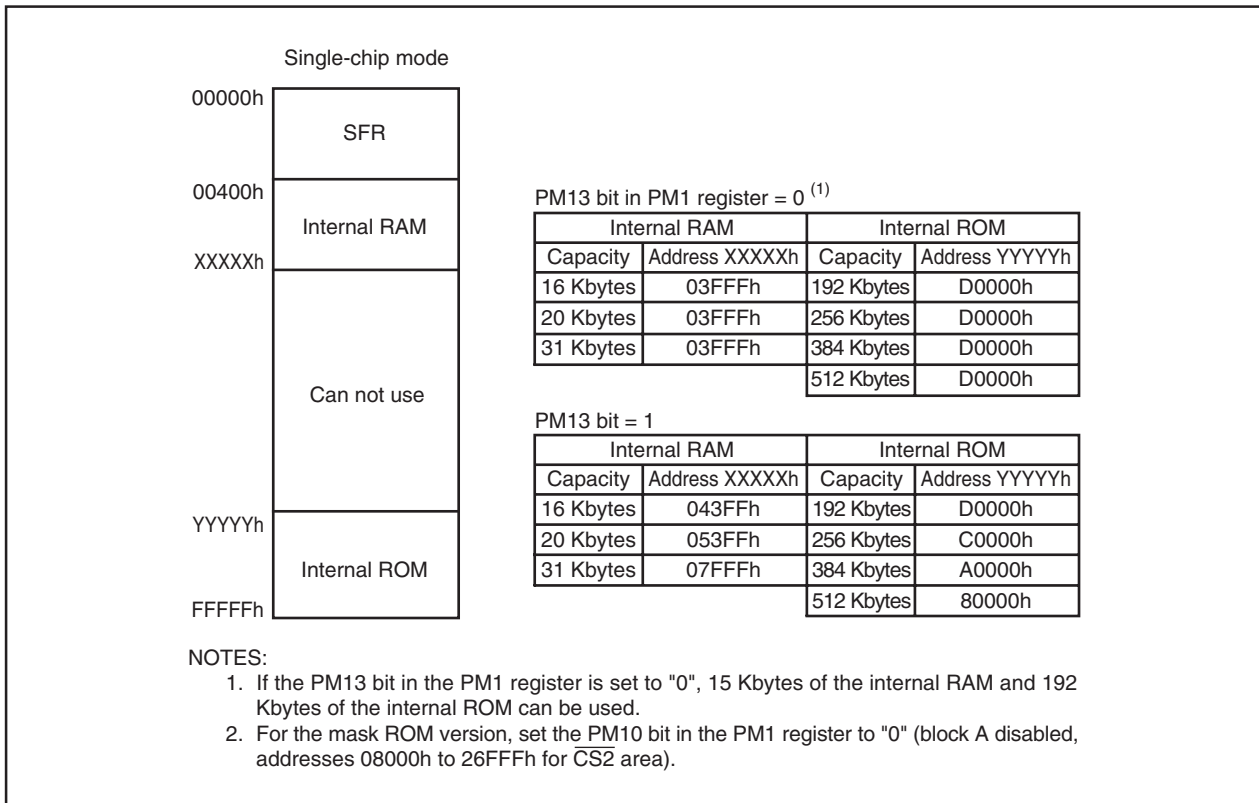 Single-chip mode
00000h
SFR
00400h
Internal RAM
XXXXXh
Can not use
YYYYYh
Internal ROM
FFFFFh
PM13 bit in PM1 register = 0 (1)
Internal RAM Internal ROM
Capacity Address XXXXXh Capacity Address YYYYYh
16 Kbytes 03FFFh 192 Kbytes D0000h
20 Kbytes 03FFFh 256 Kbytes D0000h
31 Kbytes 03FFFh 384 Kbytes D0000h
512 Kbytes D0000h
PM13 bit = 1
Internal RAM Internal ROM
Capacity Address XXXXXh Capacity Address YYYYYh
16 Kbytes 043FFh 192 Kbytes D0000h
20 Kbytes 053FFh 256 Kbytes C0000h
31 Kbytes 07FFFh 384 Kbytes A0000h
512 Kbytes 80000h
NOTES:
1. If the PM13 bit in the PM1 register is set to "0", 15 Kbytes of the internal RAM and 192
Kbytes of the internal ROM can be used.
2. For the mask ROM version, set the PM10 bit in the PM1 register to "0" (block A disabled,
addresses 08000h to 26FFFh for CS2 area).